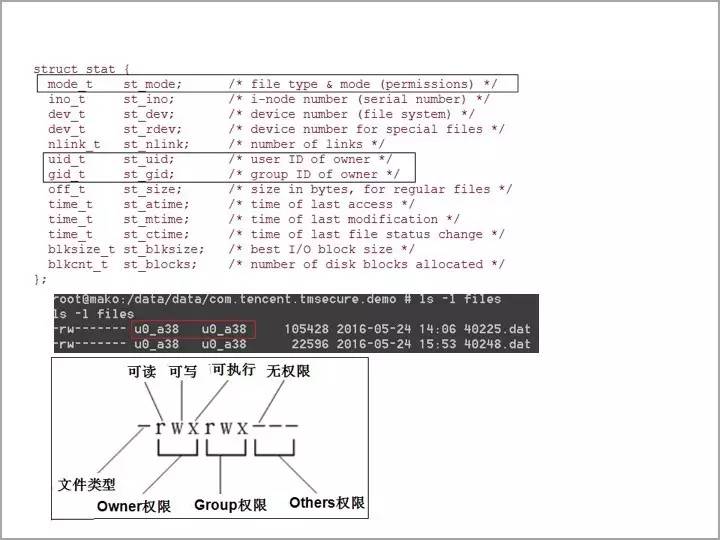 struct stat {
mode_t st_mode; /* file type & mode (permissions) */
ino_t st_ino; /* i-node number (serial number) */
dev_t st_dev; /* device number (file system) */
dev_t st_rdev; /* device number for special files */
nlink_t st_nlink; /* number of links */
uid_t st_uid; /* user ID of owner */
gid_t st_gid; /* group ID of owner */
off_t st_size; /* size in bytes, for regular files */
time_t st_atime; /* time of last access */
time_t st_mtime; /* time of last modification */
time_t st_ctime; /* time of last file status change */
blksize_t st_blksize; /* best I/O block size */
blkcnt_t st_blocks; /* number of disk blocks allocated */
};
root@mako:/data/data/com.tencent.tmsecure.demo # ls -l files
ls -l files
-rw------- u0_a38 u0_a38 105428 2016-05-24 14:06 40225.dat
-rw------- u0_a38 u0_a38 22596 2016-05-24 15:53 40248.dat
可读 可写 可执行 无权限
-rwxrwx---
文件类型
Owner权限 Group权限 Others权限